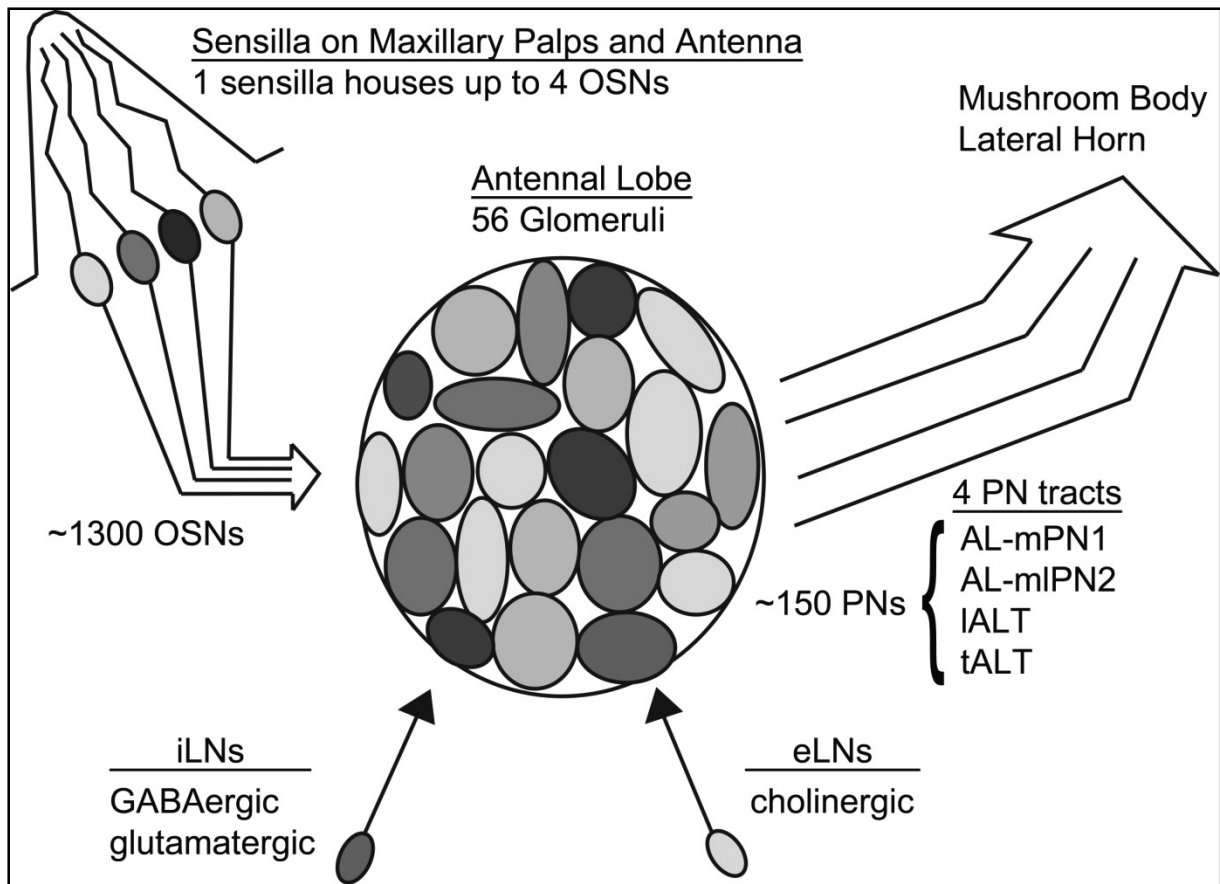 Sensilla on Maxillary Palps and Antenna
1 sensilla houses up to 4 OSNs
Mushroom Body
Lateral Horn
Antennal Lobe
56 Glomeruli
~1300 OSNs
4 PN tracts
~150 PNs
AL-mPN1
AL-mlPN2
lALT
tALT
iLNs
GABAergic
glutamatergic
eLNs
cholinergic